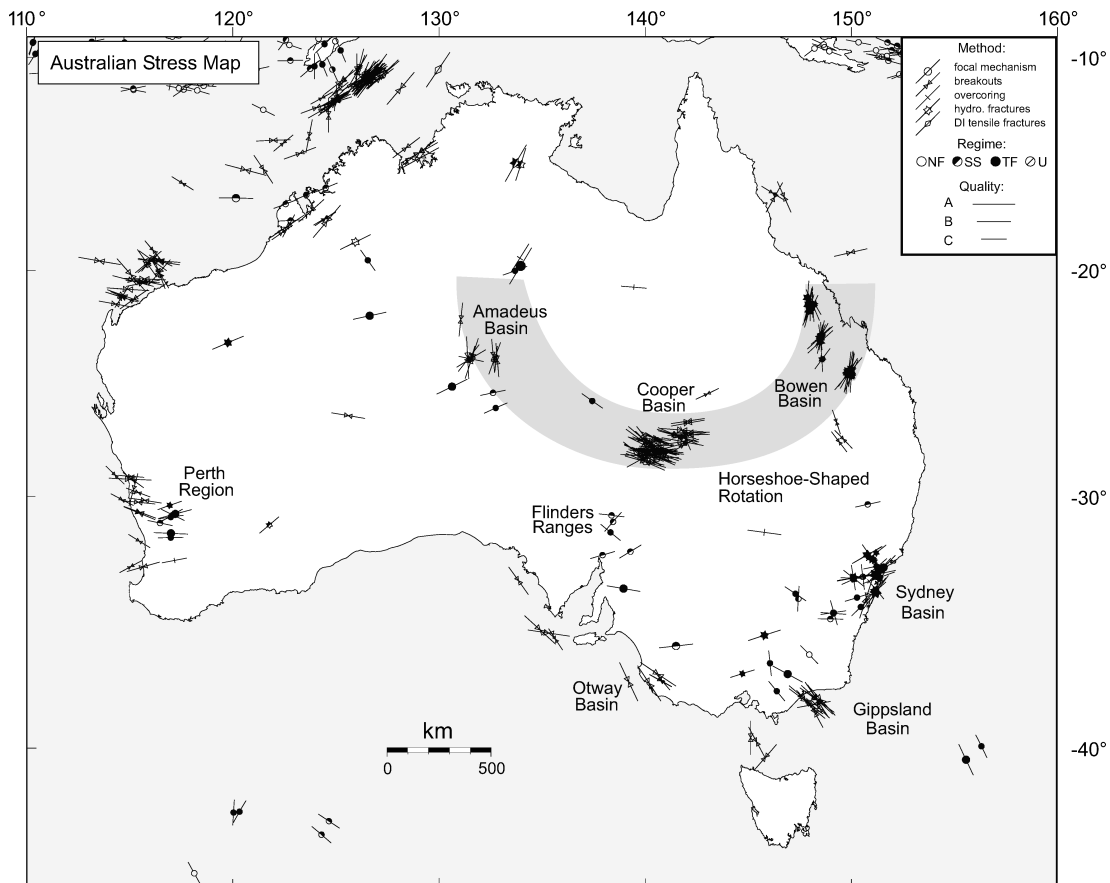 110° 120° 130° 140° 150° 160°
Australian Stress Map
-10°
-20°
-30°
-40°
Method:
focal mechanism
breakouts
overcoring
hydro. fractures
DI tensile fractures
Regime:
NF SS TF U
Quality:
A
B
C
Amadeus
Basin
Cooper
Basin
Bowen
Basin
Horseshoe-Shaped
Rotation
Perth
Region
Flinders
Ranges
Sydney
Basin
Otway
Basin
Gippsland
Basin
km
0 500